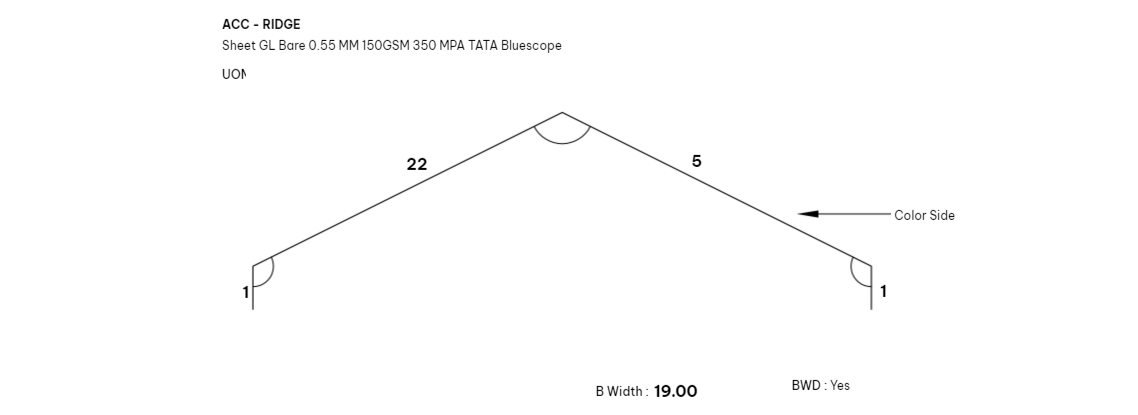 ACC - RIDGE
Sheet GL Bare 0.55 MM 150GSM 350 MPA TATA Bluescope
22
5
Color Side
1
1
B Width : 19.00
BWD : Yes